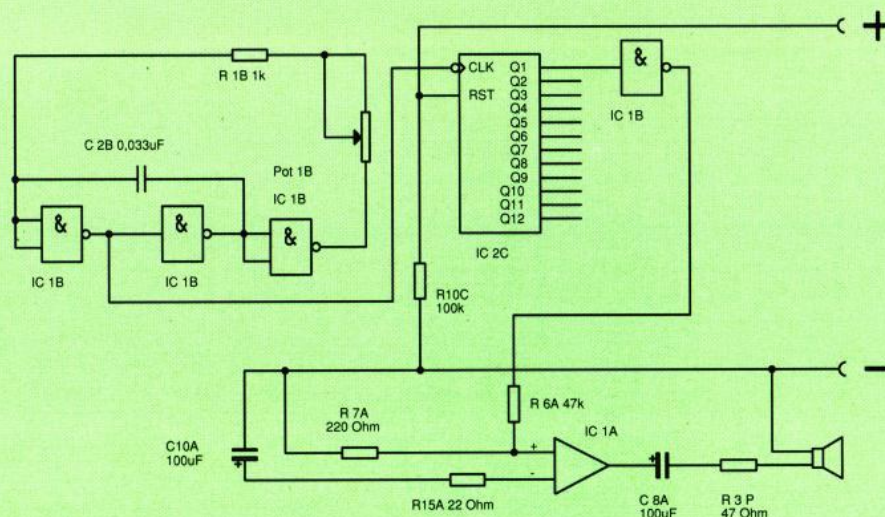 +
R 1B 1k
CLK
RST
Q1
Q2
Q3
Q4
Q5
Q6
Q7
Q8
Q9
Q10
Q11
Q12
&
IC 1B
C 2B 0,033uF
Pot 1B
IC 1B
&
IC 1B
&
IC 1B
&
IC 2C
R10C
100k
−
R 7A
220 Ohm
R 6A 47k
C10A
100uF
+
IC 1A
+
-
R15A 22 Ohm
+
C 8A
100uF
R 3 P
47 Ohm